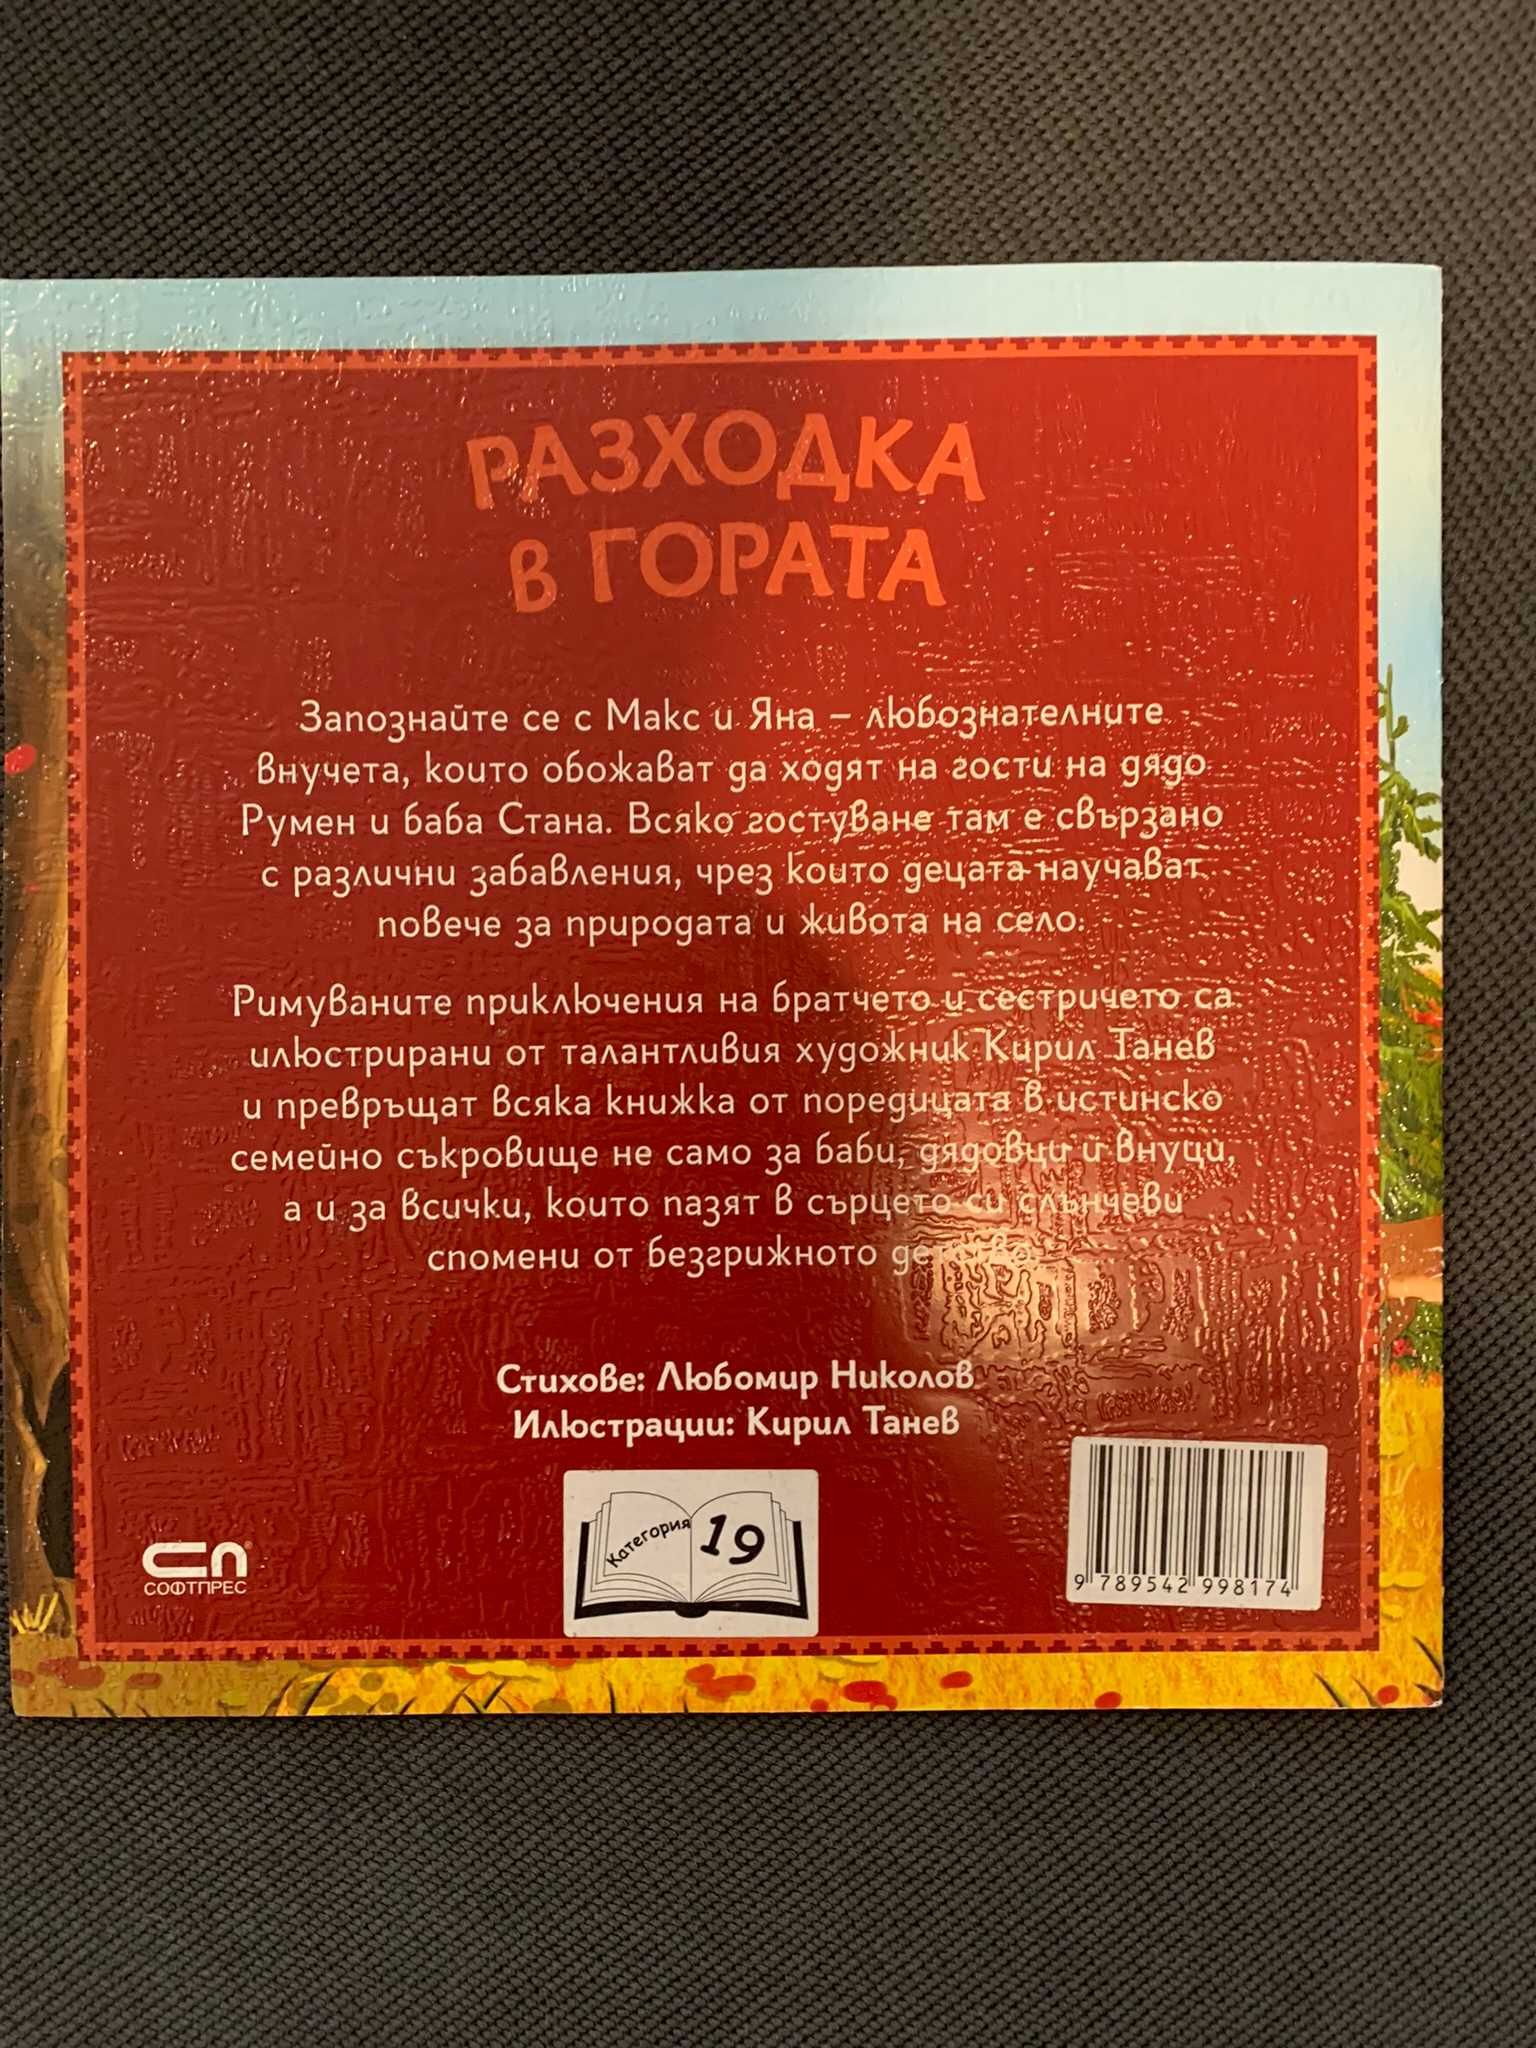 РАЗХОДКА
В ГОРАТА
Запознайте се с Макс и Яна – любознателните
внучета, които обожават да ходят на гости на дядо
Румен и баба Стана. Всяко гостуване там е свързано
с различни забавления, чрез които децата научават
повече за природата и живота на село.
Римуваните приключения на братчето и сестричето са
илюстрирани от талантливия художник Кирил Танев
и превръщат всяка книжка от поредицата в истинско
семейно съкровище не само за баби, дядовци и внуци,
а и за всички, които пазят в сърцето си слънчеви
спомени от безгрижното детство.
Стихове: Любомир Николов
Илюстрации: Кирил Танев
СП®
СОФТПРЕС
Категория 19
9 789542 998174